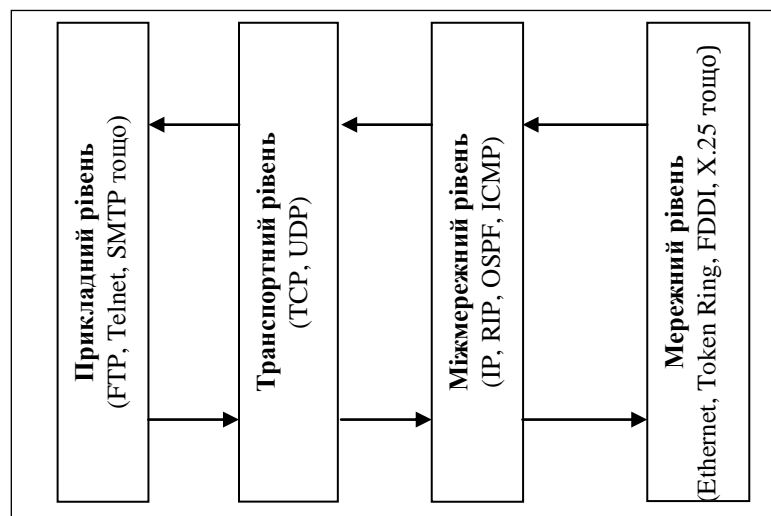 Прикладний рівень
(FTP, Telnet, SMTP тощо)
Транспортний рівень
(TCP, UDP)
Міжмережний рівень
(IP, RIP, OSPF, ICMP)
Мережний рівень
(Ethernet, Token Ring, FDDI, X.25 тощо)